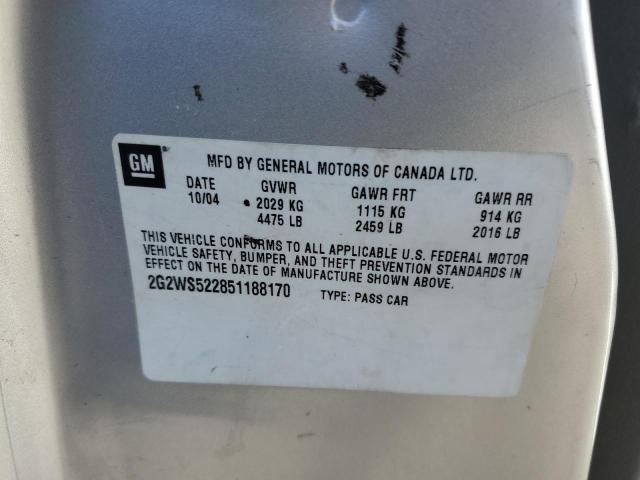 GM
MFD BY GENERAL MOTORS OF CANADA LTD.
DATE GVWR GAWR FRT GAWR RR
10/04 2029 KG 1115 KG 914 KG
4475 LB 2459 LB 2016 LB
THIS VEHICLE CONFORMS TO ALL APPLICABLE U.S. FEDERAL MOTOR
VEHICLE SAFETY, BUMPER, AND THEFT PREVENTION STANDARDS IN
EFFECT ON THE DATE OF MANUFACTURE SHOWN ABOVE.
2G2WS522851188170 TYPE: PASS CAR